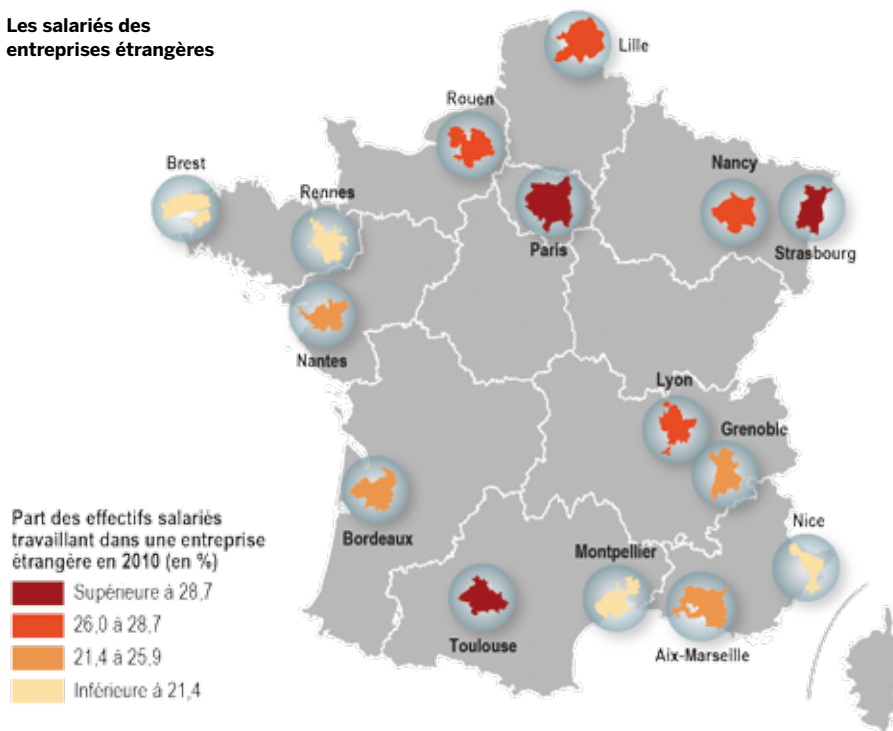 Les salariés des
entreprises étrangères
Lille
Rouen
Brest
Rennes
Nancy
Paris
Strasbourg
Nantes
Lyon
Grenoble
Bordeaux
Nice
Montpellier
Toulouse
Aix-Marseille
Part des effectifs salariés
travaillant dans une entreprise
étrangère en 2010 (en %)
Supérieure à 28,7
26,0 à 28,7
21,4 à 25,9
Inférieure à 21,4